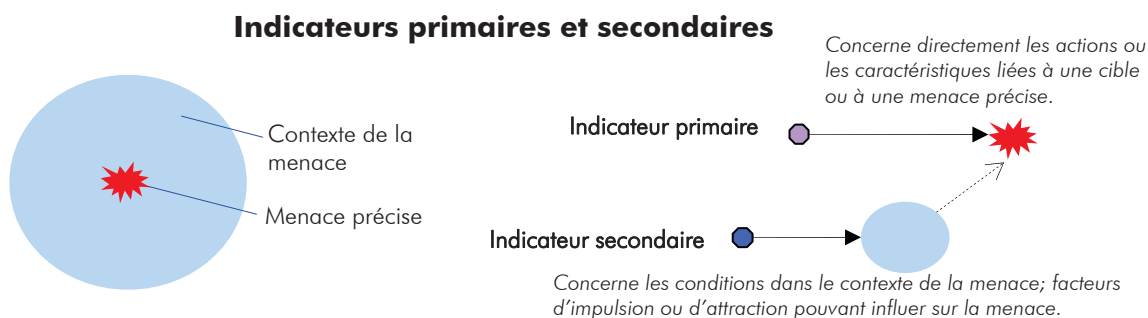 Indicateurs primaires et secondaires
Contexte de la
menace
Menace précise
Concerne directement les actions ou
les caractéristiques liées à une cible
ou à une menace précise.
Indicateur primaire
Indicateur secondaire
Concerne les conditions dans le contexte de la menace; facteurs
d'impulsion ou d'attraction pouvant influer sur la menace.